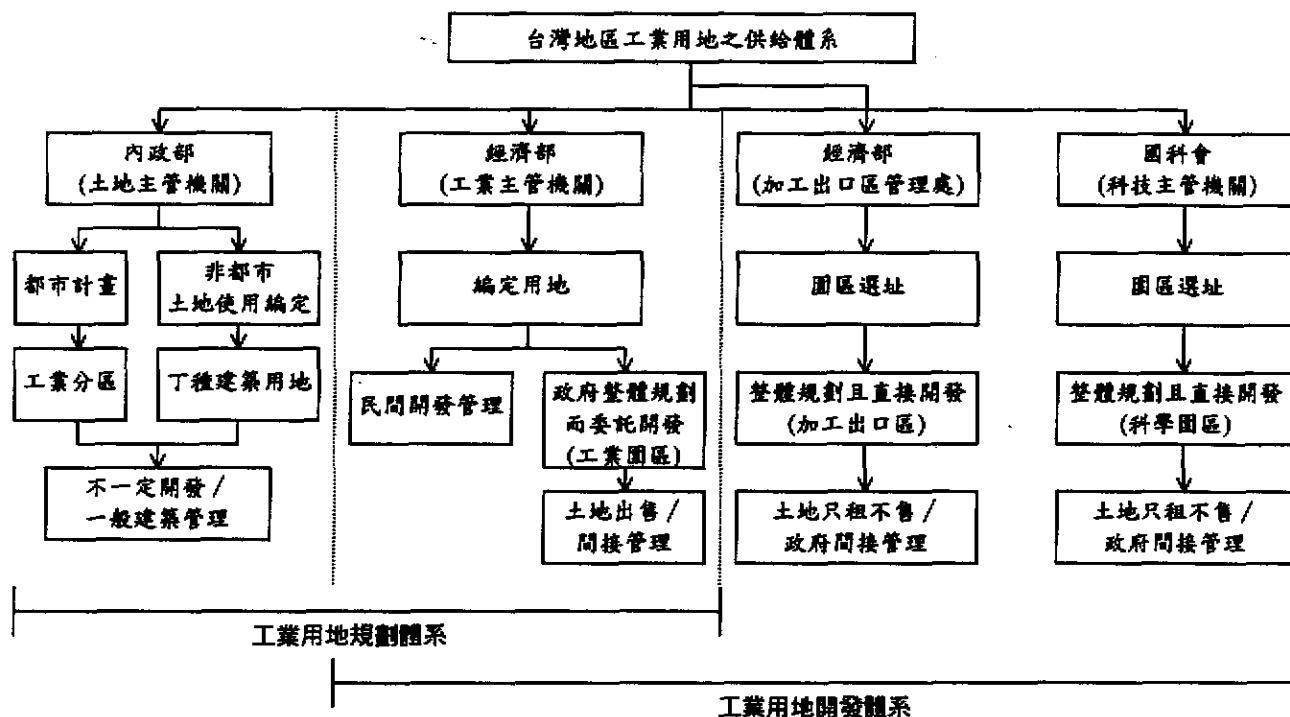 台灣地區工業用地之供給體系
內政部
(土地主管機關)
經濟部
(工業主管機關)
經濟部
(加工出口區管理處)
國科會
(科技主管機關)
都市計畫
非都市
土地使用編定
編定用地
園區選址
園區選址
工業分區
丁種建築用地
民間開發管理
政府整體規劃
而委託開發
(工業園區)
整體規劃且直接開發
(加工出口區)
整體規劃且直接開發
(科學園區)
不一定開發/
一般建築管理
土地出售/
間接管理
土地只租不售/
政府間接管理
土地只租不售/
政府間接管理
工業用地規劃體系
工業用地開發體系